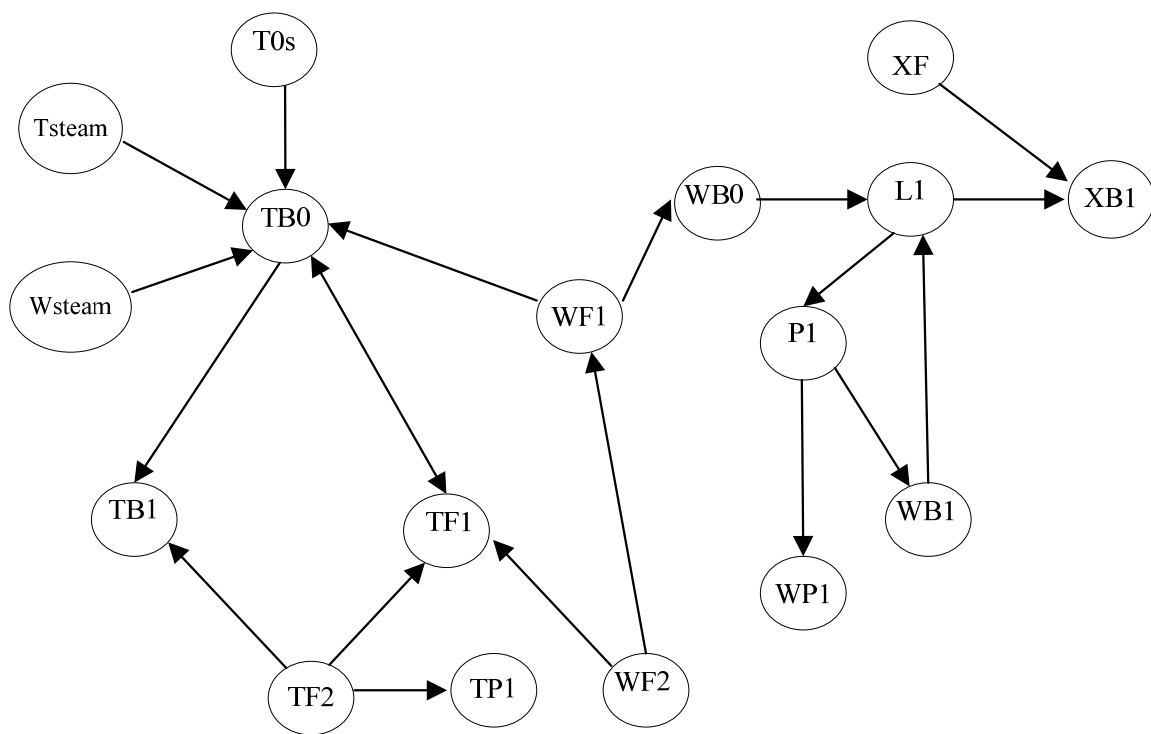 T0s
XF
Tsteam
WB0
L1
XB1
TB0
Wsteam
WF1
P1
TB1
TF1
WB1
WP1
TF2
TP1
WF2